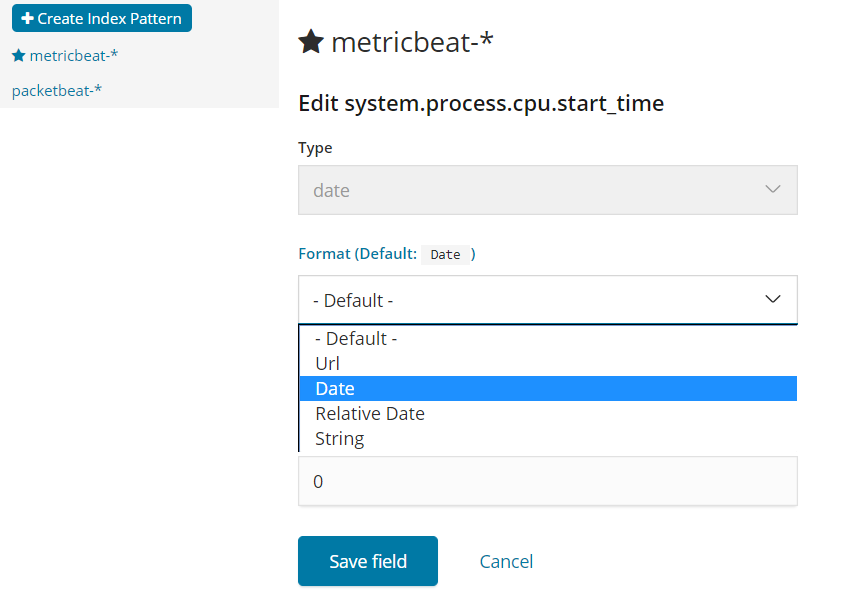 Create Index Pattern
metricbeat-*
packetbeat-*
metricbeat-*
Edit system.process.cpu.start_time
Type
date
Format (Default: Date )
- Default -
- Default -
Url
Date
Relative Date
String
0
Save field
Cancel